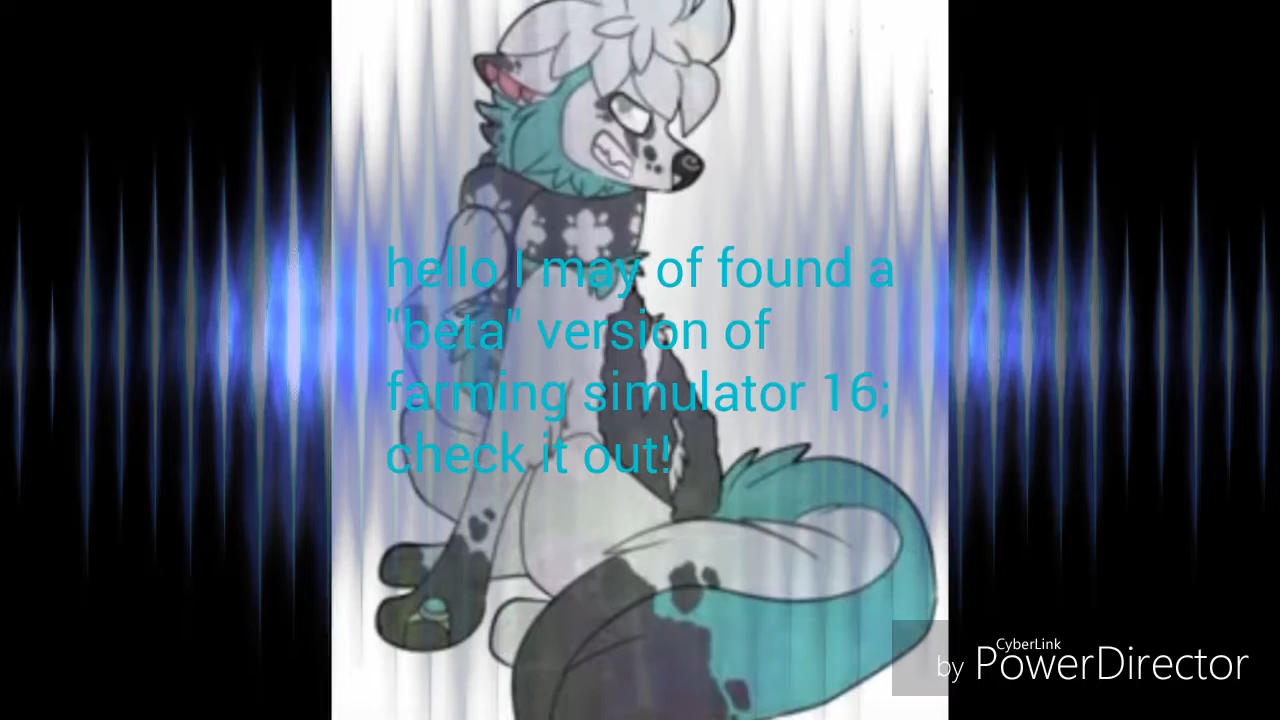 hello I may of found a
"beta" version of
farming simulator 16;
check it out!
CyberLink
by PowerDirector